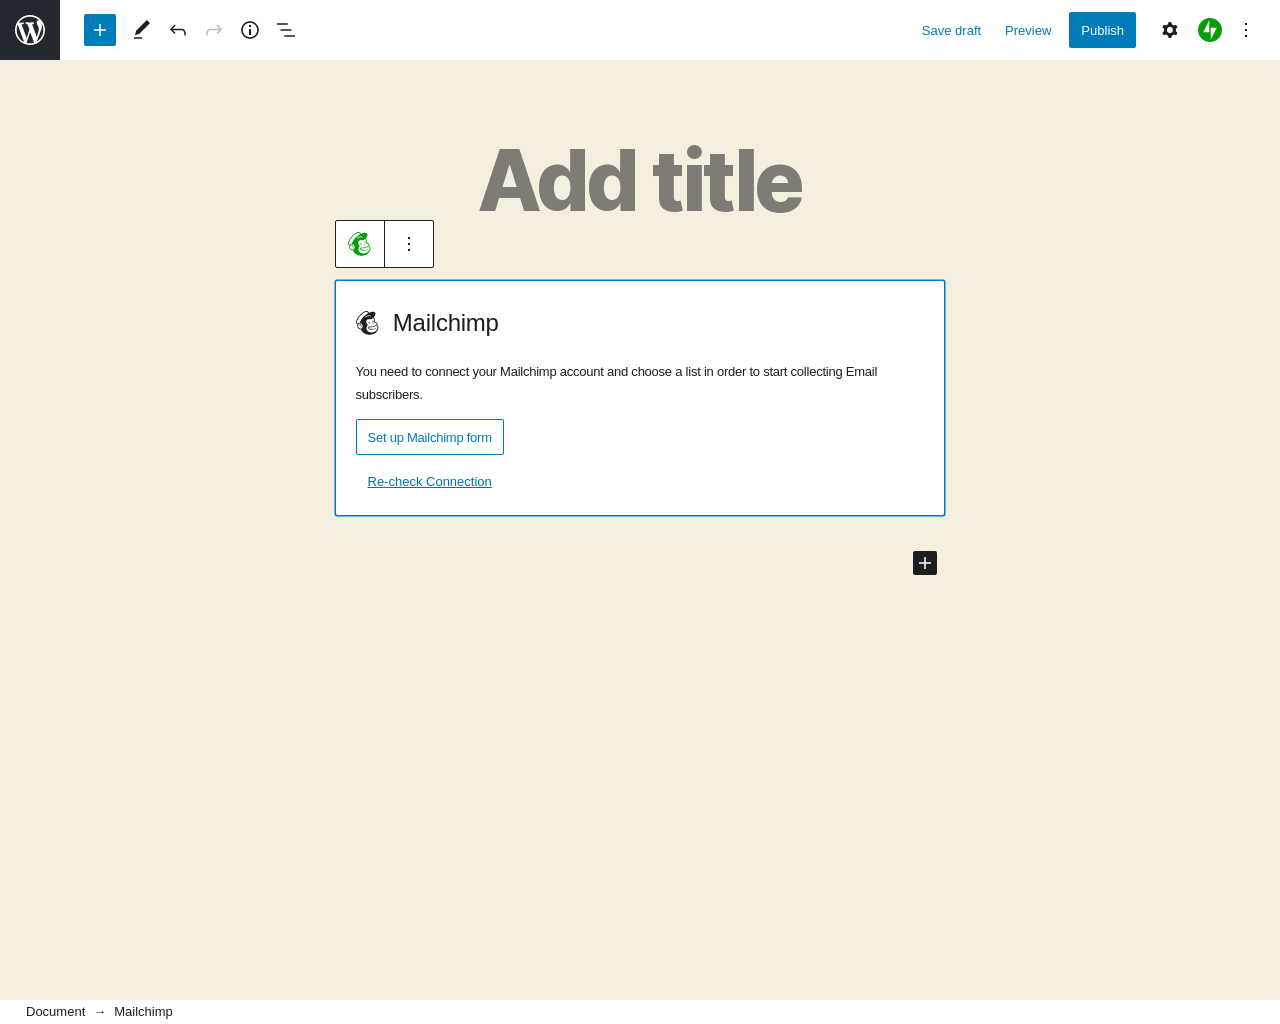 Save draft
Preview
Publish
Add title
Mailchimp
You need to connect your Mailchimp account and choose a list in order to start collecting Email
subscribers.
Set up Mailchimp form
Re-check Connection
Document → Mailchimp